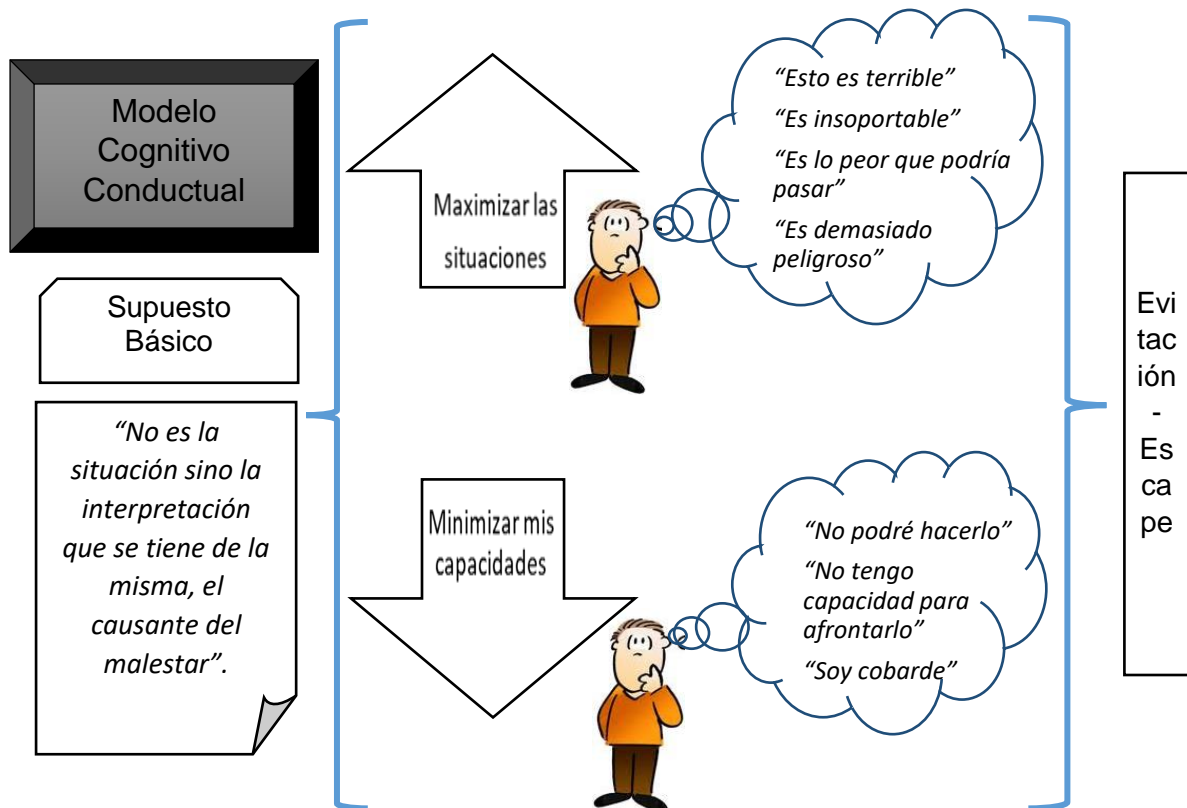 Modelo
Cognitivo
Conductual
Supuesto
Básico
“No es la
situación sino la
interpretación
que se tiene de la
misma, el
causante del
malestar”.
Maximizar las
situaciones
“Esto es terrible”
“Es insoportable”
“Es lo peor que podría
pasar”
“Es demasiado
peligroso”
Minimizar mis
capacidades
“No podré hacerlo”
“No tengo
capacidad para
afrontarlo”
“Soy cobarde”
Evi
tac
ión
-
Es
ca
pe